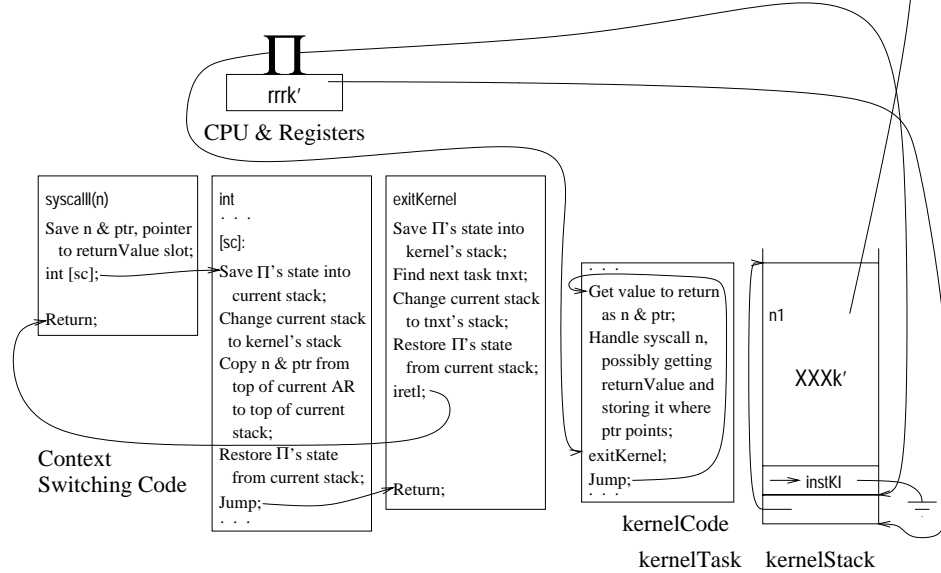 Π
rrrk′
CPU & Registers
syscalll(n)
Save n & ptr, pointer
to returnValue slot;
int [sc];
Return;
int
. . .
[sc]:
Save Π's state into
current stack;
Change current stack
to kernel's stack
Copy n & ptr from
top of current AR
to top of current
stack;
Restore Π's state
from current stack;
Jump;
. . .
exitKernel
Save Π's state into
kernel's stack;
Find next task tnxt;
Change current stack
to tnxt's stack;
Restore Π's state
from current stack;
iretl;
Return;
Context
Switching Code
. . .
Get value to return
as n & ptr;
Handle syscall n,
possibly getting
returnValue and
storing it where
ptr points;
exitKernel;
Jump;
. . .
kernelCode
n1
XXXk′
instKI
kernelTask
kernelStack